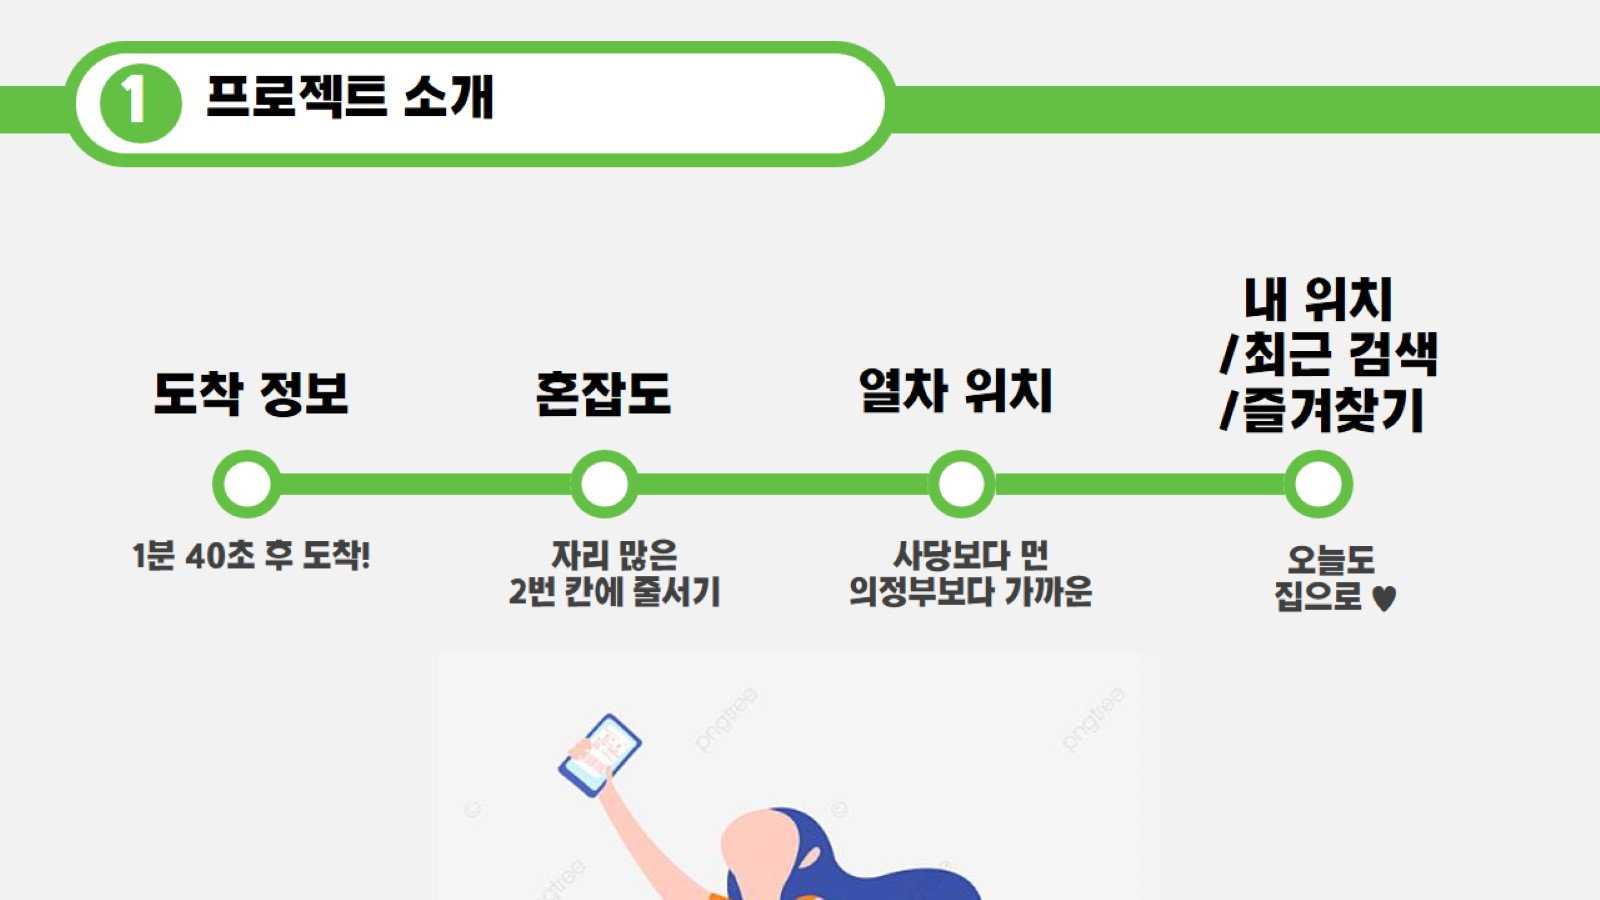 1 프로젝트 소개
도착 정보
1분 40초 후 도착!
혼잡도
자리 많은
2번 칸에 줄서기
열차 위치
사당보다 먼
의정부보다 가까운
내 위치
/최근 검색
/즐겨찾기
오늘도
집으로 ♥
pngtree
pngtree
©
©
ngtree